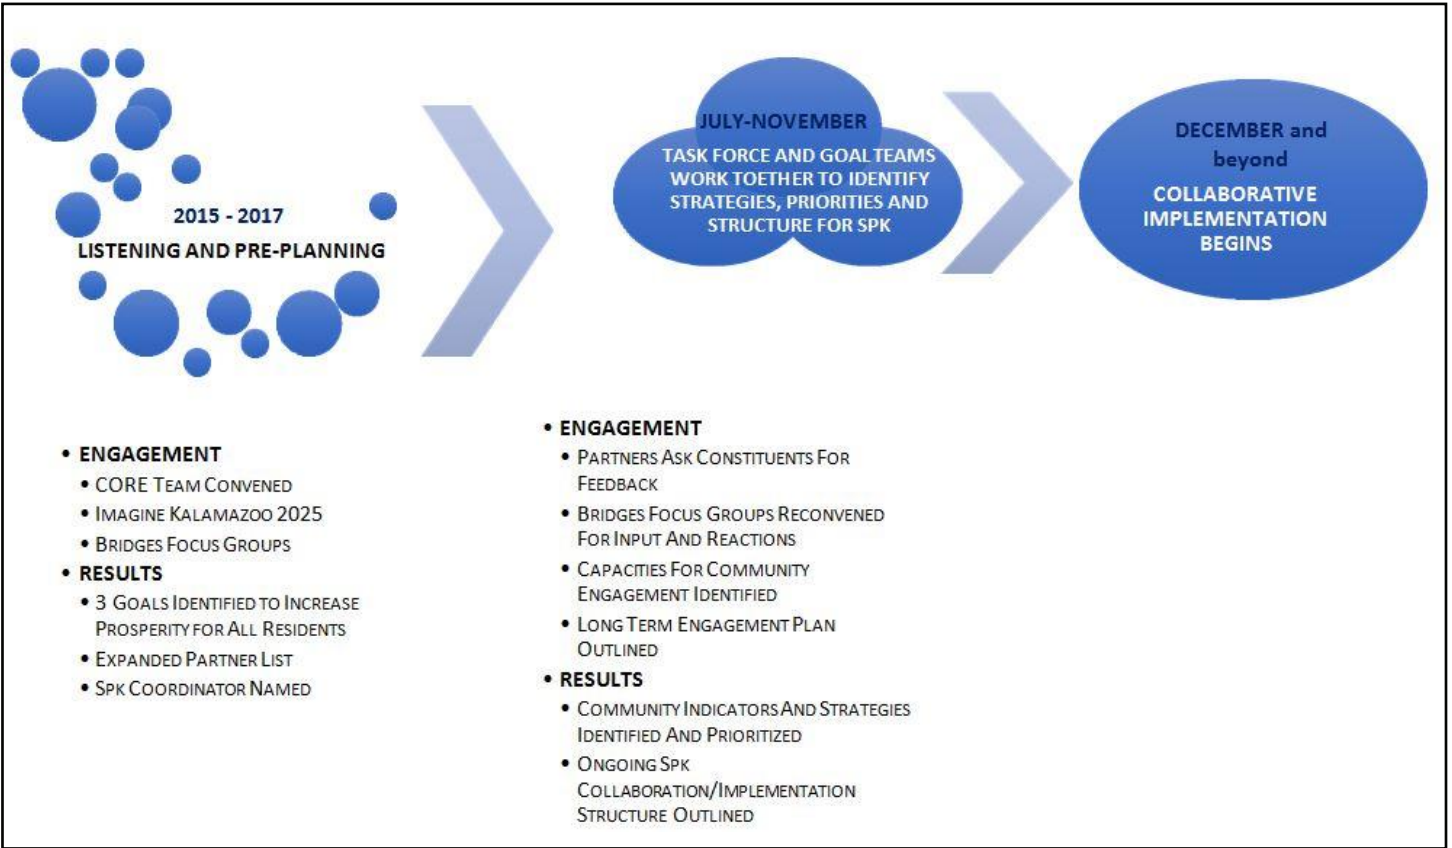 2015 - 2017
LISTENING AND PRE-PLANNING
JULY-NOVEMBER
TASK FORCE AND GOAL TEAMS
WORK TOETHER TO IDENTIFY
STRATEGIES, PRIORITIES AND
STRUCTURE FOR SPK
DECEMBER and
beyond
COLLABORATIVE
IMPLEMENTATION
BEGINS
• ENGAGEMENT
• CORE TEAM CONVENED
• IMAGINE KALAMAZOO 2025
• BRIDGES FOCUS GROUPS
• RESULTS
• 3 GOALS IDENTIFIED TO INCREASE
PROSPERITY FOR ALL RESIDENTS
• EXPANDED PARTNER LIST
• SPK COORDINATOR NAMED
• ENGAGEMENT
• PARTNERS ASK CONSTITUENTS FOR
FEEDBACK
• BRIDGES FOCUS GROUPS RECONVENED
FOR INPUT AND REACTIONS
• CAPACITIES FOR COMMUNITY
ENGAGEMENT IDENTIFIED
• LONG TERM ENGAGEMENT PLAN
OUTLINED
• RESULTS
• COMMUNITY INDICATORS AND STRATEGIES
IDENTIFIED AND PRIORITIZED
• ONGOING SPK
COLLABORATION/IMPLEMENTATION
STRUCTURE OUTLINED